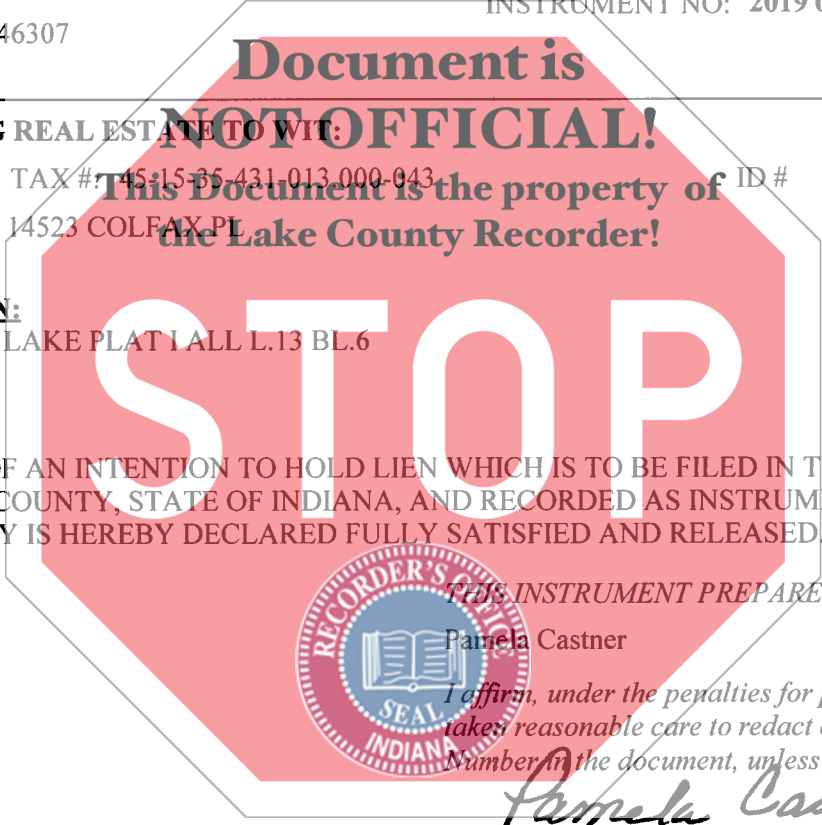 INSTRUMENT NO: 2019
46307
Document is
NOT OFFICIAL!
REAL ESTATE TO WIT:
TAX #: 45-15-35-431-013.000-043 ID #
This Document is the property of
14523 COLFAX PL
the Lake County Recorder!
N:
LAKE PLAT I ALL L.13 BL.6
STOP
F AN INTENTION TO HOLD LIEN WHICH IS TO BE FILED IN T
COUNTY, STATE OF INDIANA, AND RECORDED AS INSTRUM
Y IS HEREBY DECLARED FULLY SATISFIED AND RELEASED.
RECORDER'S OFFICE
SEAL
INDIANA
THIS INSTRUMENT PREPARE
Pamela Castner
I affirm, under the penalties for p
taken reasonable care to redact
Number in the document, unless
Pamela Cas